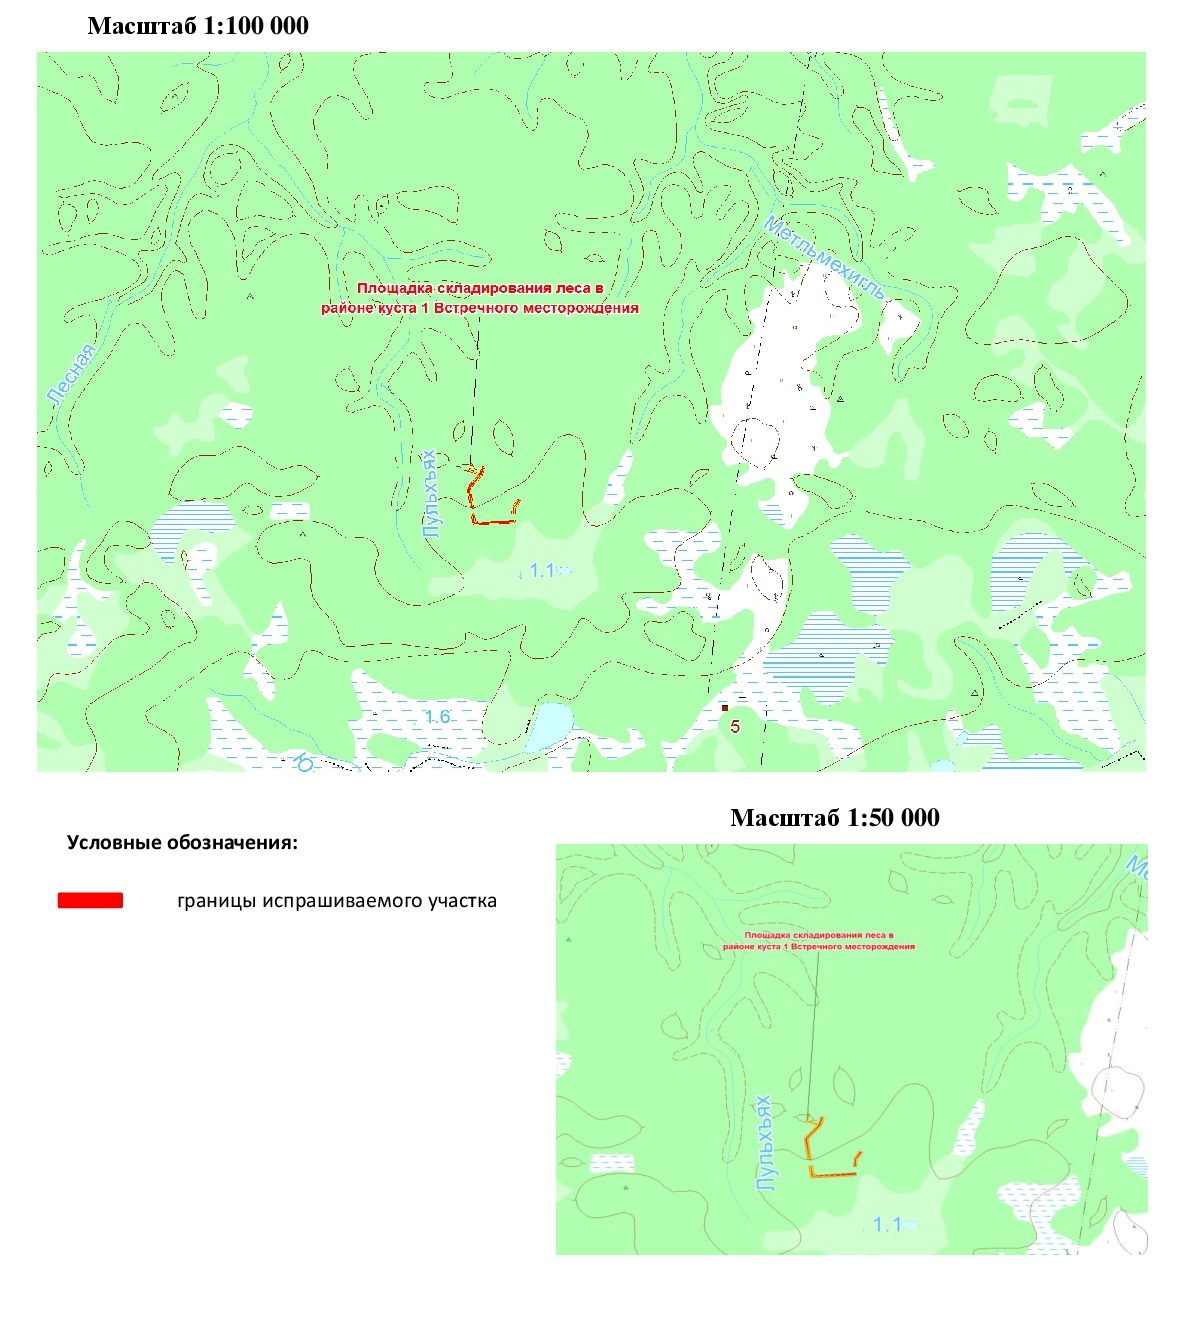 Масштаб 1:100 000
Метльмехигль
Площадка складирования леса в
районе куста 1 Встречного месторождения
Лесная
Пульхъях
1.1
1.6
5
Ю
Масштаб 1:50 000
Условные обозначения:
границы испрашиваемого участка
Ме
Площадка складирования леса в
районе куста 1 Встречного месторождения
Пульхъях
1.1